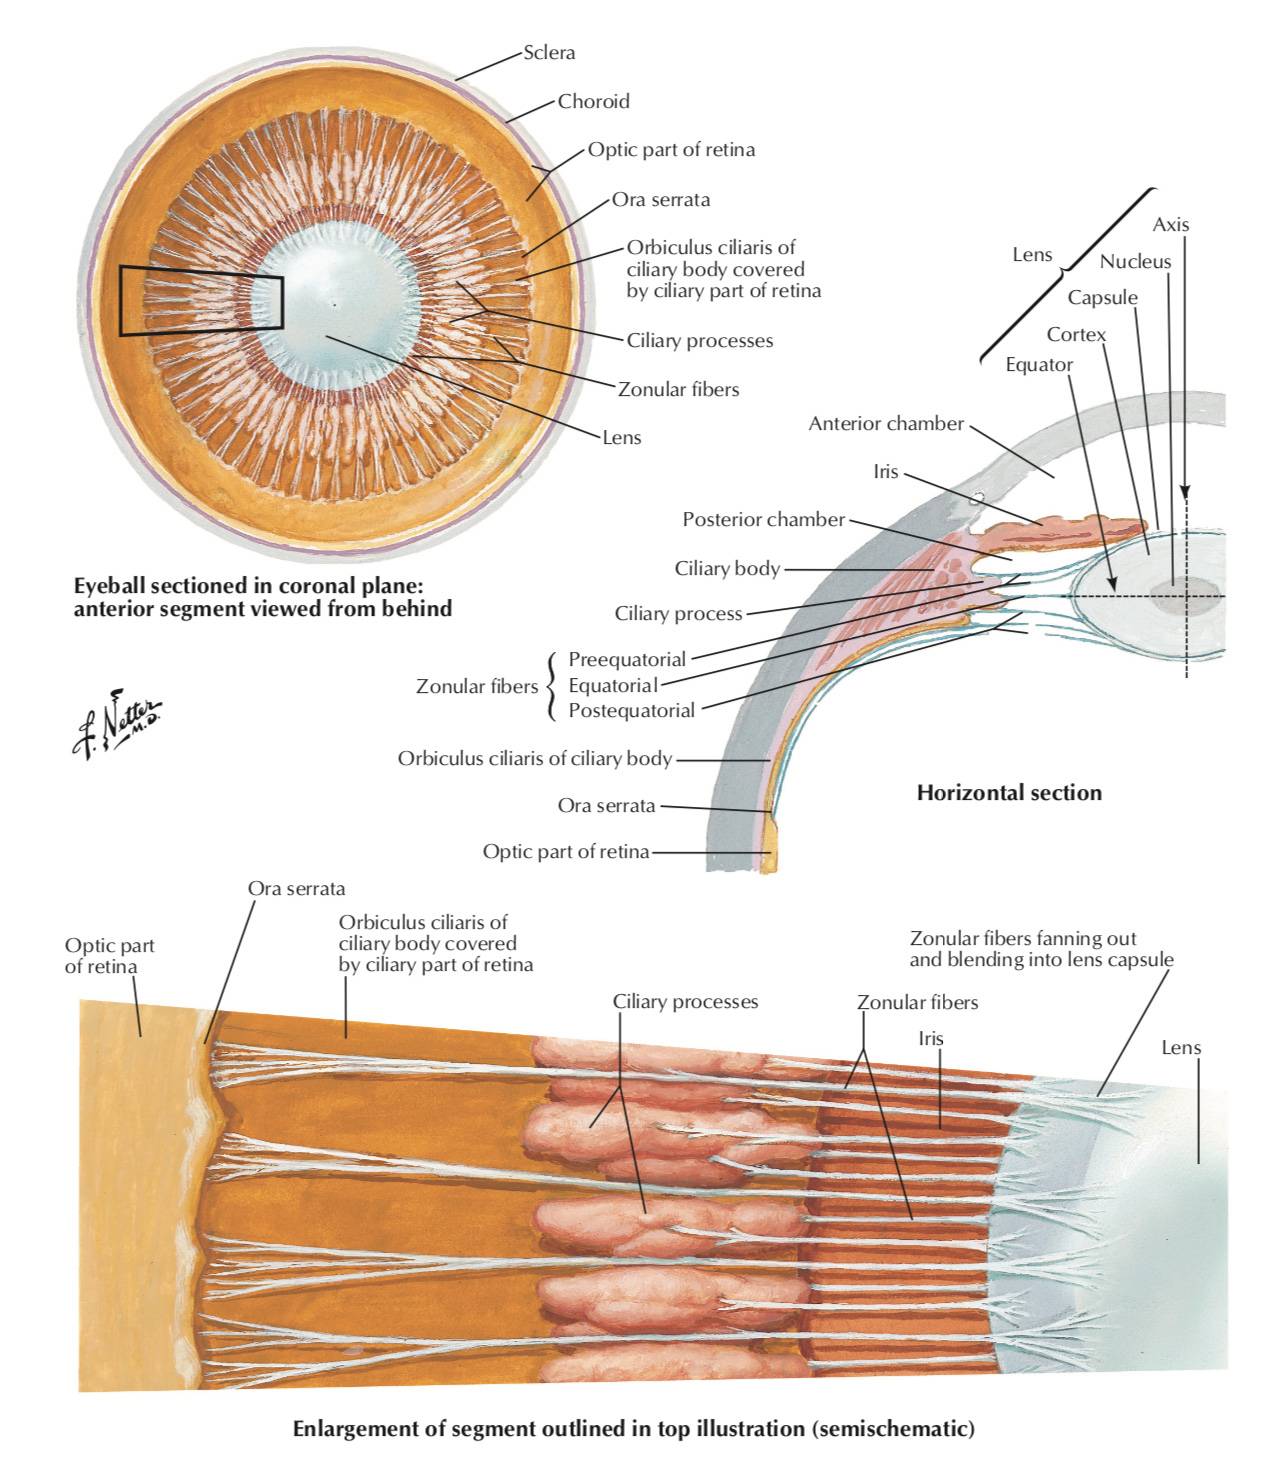 Sclera
Choroid
Optic part of retina
Ora serrata
Orbiculus ciliaris of
ciliary body covered
by ciliary part of retina
Ciliary processes
Zonular fibers
Lens
Eyeball sectioned in coronal plane:
anterior segment viewed from behind
Axis
Lens
Nucleus
Capsule
Cortex
Equator
Anterior chamber
Iris
Posterior chamber
Ciliary body
Ciliary process
Zonular fibers
Preequatorial
Equatorial
Postequatorial
Orbiculus ciliaris of ciliary body
Ora serrata
Optic part of retina
Horizontal section
F. Netter
M.D.
Ora serrata
Optic part
of retina
Orbiculus ciliaris of
ciliary body covered
by ciliary part of retina
Ciliary processes
Zonular fibers
Iris
Zonular fibers fanning out
and blending into lens capsule
Lens
Enlargement of segment outlined in top illustration (semischematic)